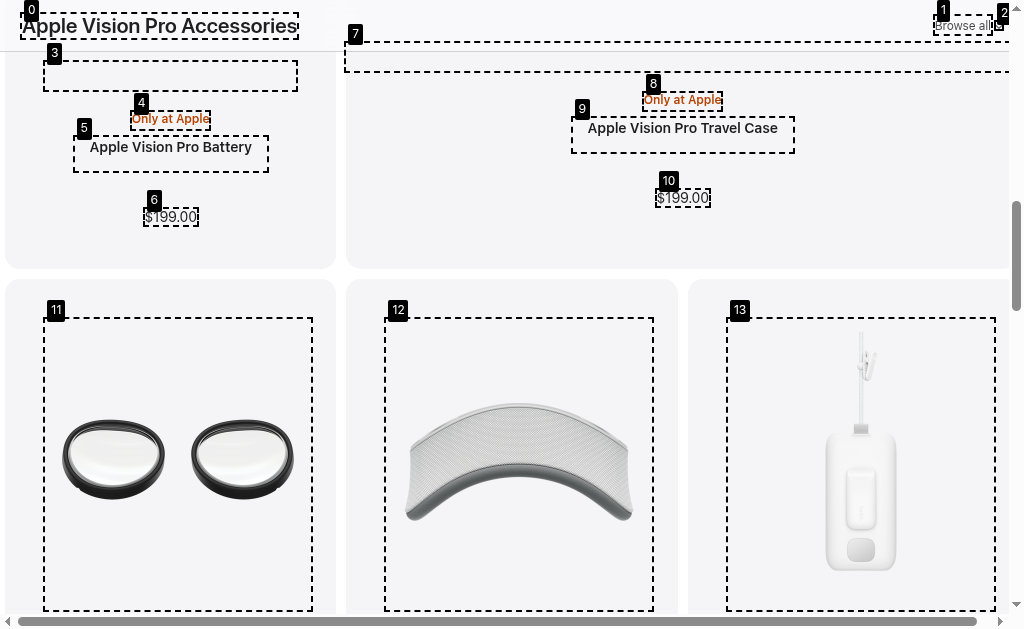 Apple Vision Pro Accessories
Browse all
Only at Apple
Apple Vision Pro Battery
$199.00
Only at Apple
Apple Vision Pro Travel Case
$199.00
0
1
2
3
4
5
6
7
8
9
10
11
12
13